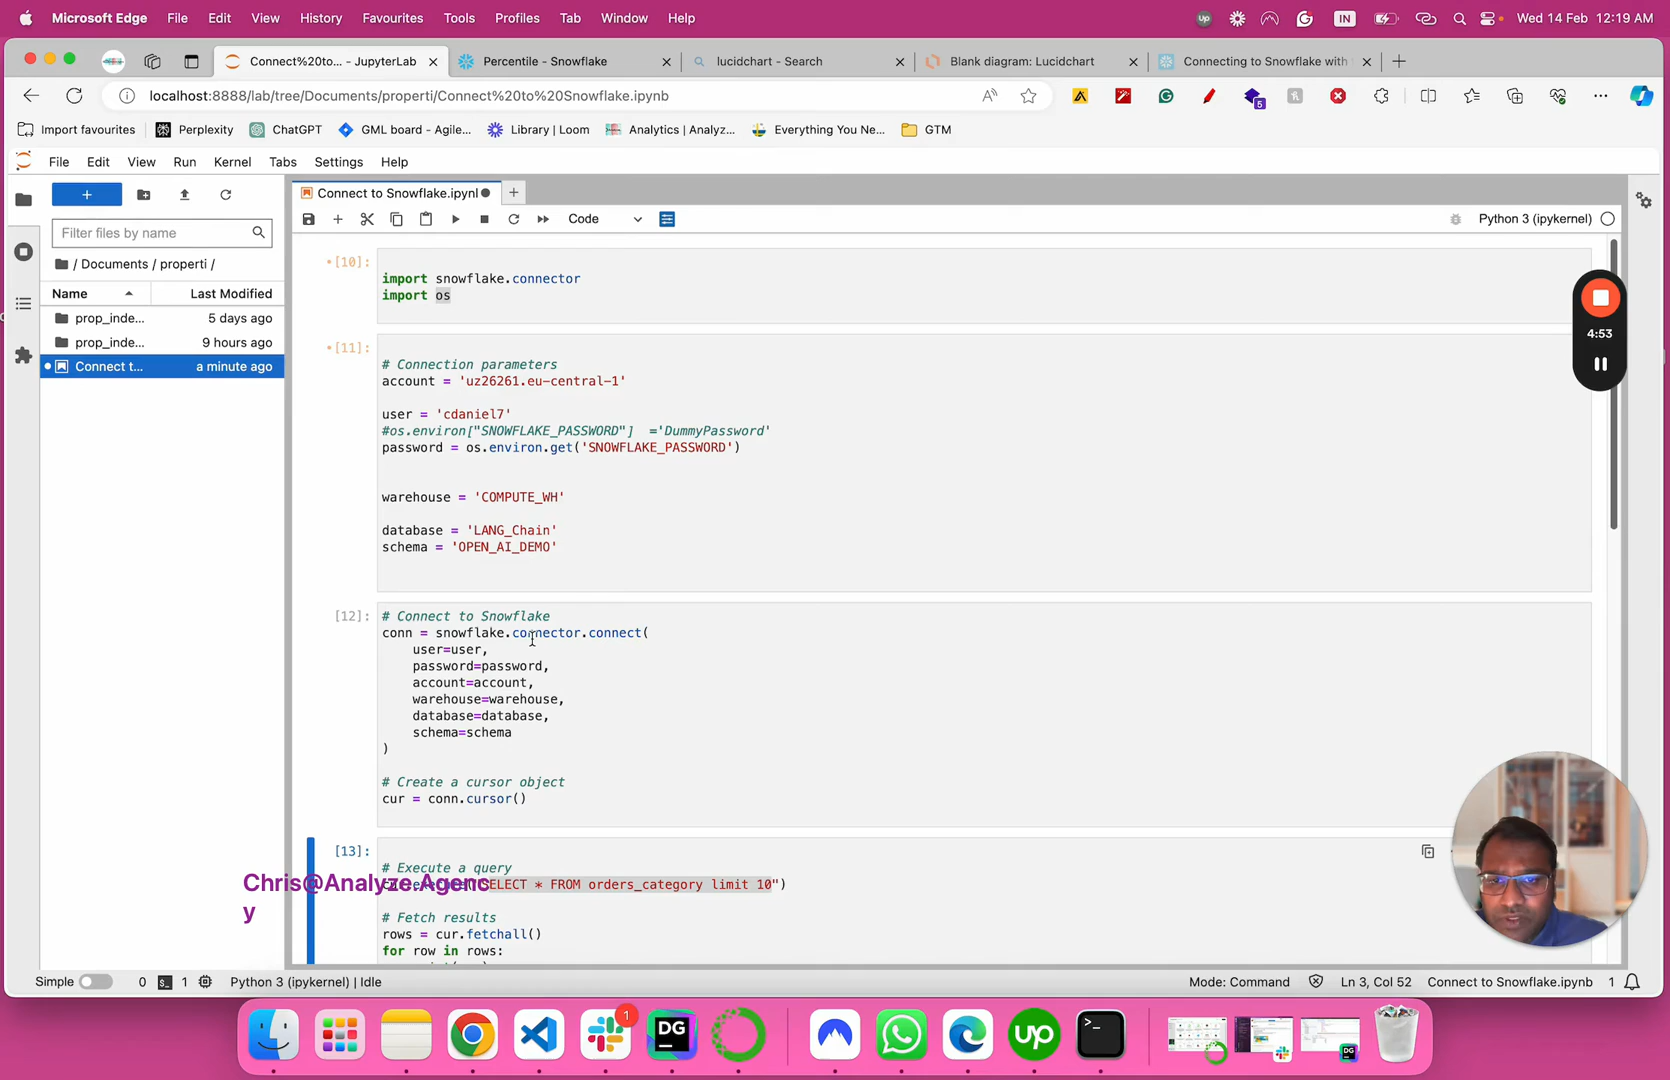 Microsoft Edge File Edit View History Favourites Tools Profiles Tab Window Help up IN Wed 14 Feb 12:19 AM
Connect%20to... - JupyterLab Percentile - Snowflake lucidchart - Search Blank diagram: Lucidchart Connecting to Snowflake with
localhost:8888/lab/tree/Documents/properti/Connect%20to%20Snowflake.ipynb
Import favourites Perplexity ChatGPT GML board - Agile... Library | Loom Analytics | Analyz... Everything You Ne... GTM
File Edit View Run Kernel Tabs Settings Help
Connect to Snowflake.ipynl
Code Python 3 (ipykernel)
Filter files by name
/ Documents / properti /
Name Last Modified
prop_inde... 5 days ago
prop_inde... 9 hours ago
Connect t... a minute ago
[10]:
import snowflake.connector
import os
4:53
[11]:
# Connection parameters
account = 'uz26261.eu-central-1'
user = 'cdaniel7'
#os.environ["SNOWFLAKE_PASSWORD"] ='DummyPassword'
password = os.environ.get('SNOWFLAKE_PASSWORD')
warehouse = 'COMPUTE_WH'
database = 'LANG_Chain'
schema = 'OPEN_AI_DEMO'
[12]: # Connect to Snowflake
conn = snowflake.connector.connect(
user=user,
password=password,
account=account,
warehouse=warehouse,
database=database,
schema=schema
)
# Create a cursor object
cur = conn.cursor()
[13]:
# Execute a query
Chris@Analyze.Agenc
y
SELECT * FROM orders_category limit 10")
# Fetch results
rows = cur.fetchall()
for row in rows:
Simple 0 1 Python 3 (ipykernel) | Idle Mode: Command Ln 3, Col 52 Connect to Snowflake.ipynb 1
1 DG up
DG